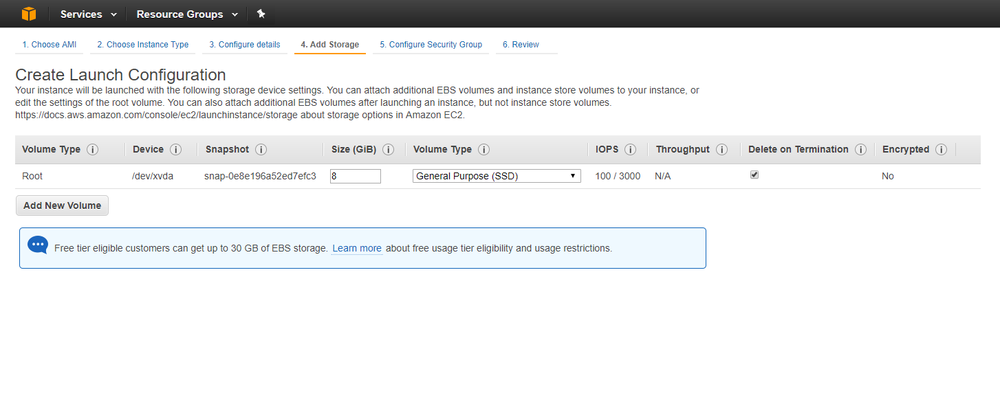 Services Resource Groups
1. Choose AMI 2. Choose Instance Type 3. Configure details 4. Add Storage 5. Configure Security Group 6. Review
Create Launch Configuration
Your instance will be launched with the following storage device settings. You can attach additional EBS volumes and instance store volumes to your instance, or
edit the settings of the root volume. You can also attach additional EBS volumes after launching an instance, but not instance store volumes.
https://docs.aws.amazon.com/console/ec2/launchinstance/storage about storage options in Amazon EC2.
Volume Type i Device i Snapshot i Size (GiB) i Volume Type i IOPS i Throughput i Delete on Termination i Encrypted i
Root /dev/xvda snap-0e8e196a52ed7efc3 8 General Purpose (SSD) 100 / 3000 N/A No
Add New Volume
Free tier eligible customers can get up to 30 GB of EBS storage. Learn more about free usage tier eligibility and usage restrictions.